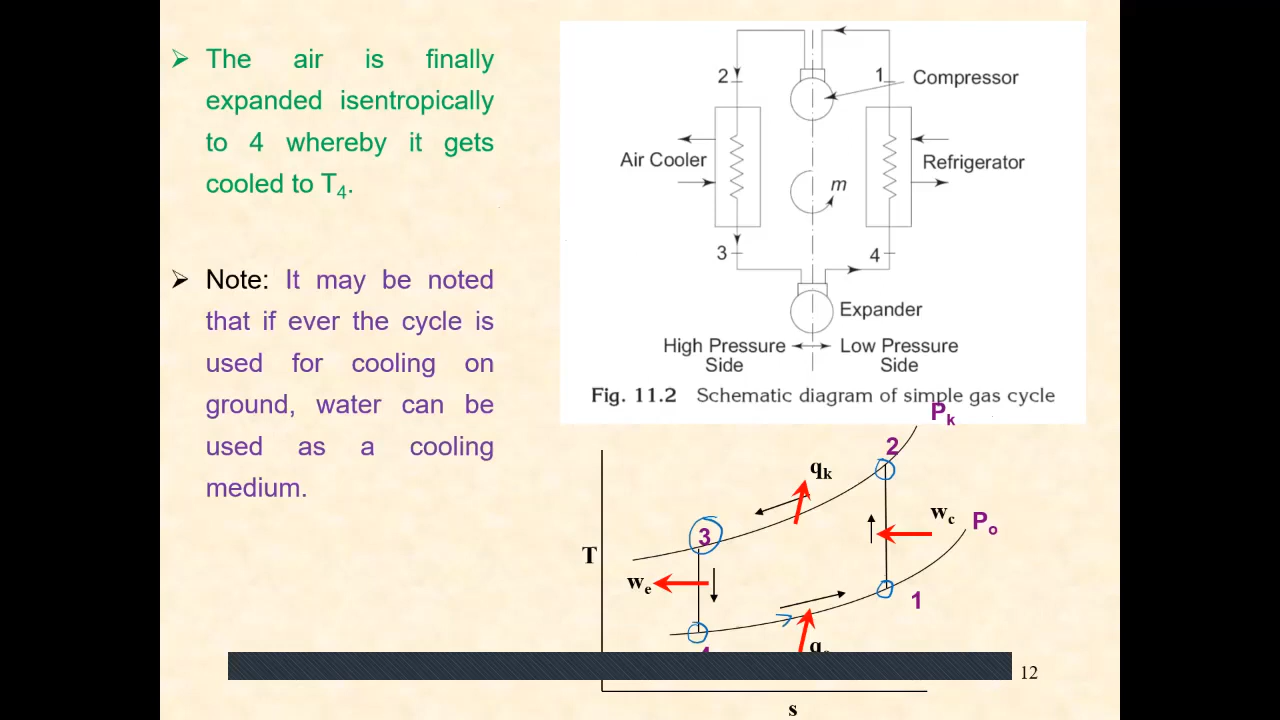 ➢ The air is finally
expanded isentropically
to 4 whereby it gets
cooled to T₄.
➢ Note: It may be noted
that if ever the cycle is
used for cooling on
ground, water can be
used as a cooling
medium.
2
1
Compressor
Air Cooler
m
Refrigerator
3
4
Expander
High Pressure Side
Low Pressure Side
Fig. 11.2 Schematic diagram of simple gas cycle
Pk
2
qk
wc
Po
3
T
we
1
12
s